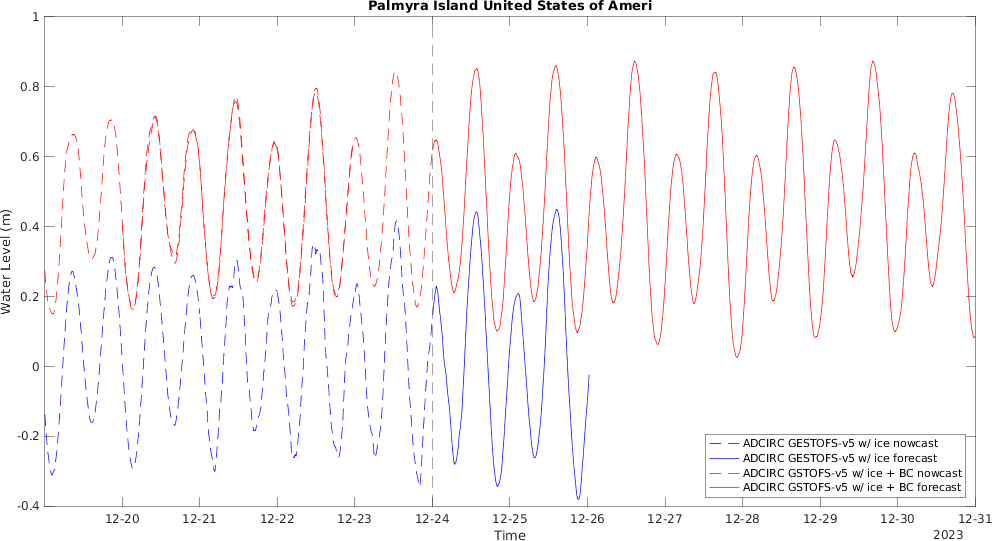 Palmyra Island United States of Ameri
Water Level (m)
1
0.8
0.6
0.4
0.2
0
-0.2
-0.4
ADCIRC GESTOFS-v5 w/ ice nowcast
ADCIRC GESTOFS-v5 w/ ice forecast
ADCIRC GSTOFS-v5 w/ ice + BC nowcast
ADCIRC GSTOFS-v5 w/ ice + BC forecast
12-20 12-21 12-22 12-23 12-24 12-25 12-26 12-27 12-28 12-29 12-30 12-31
Time
2023